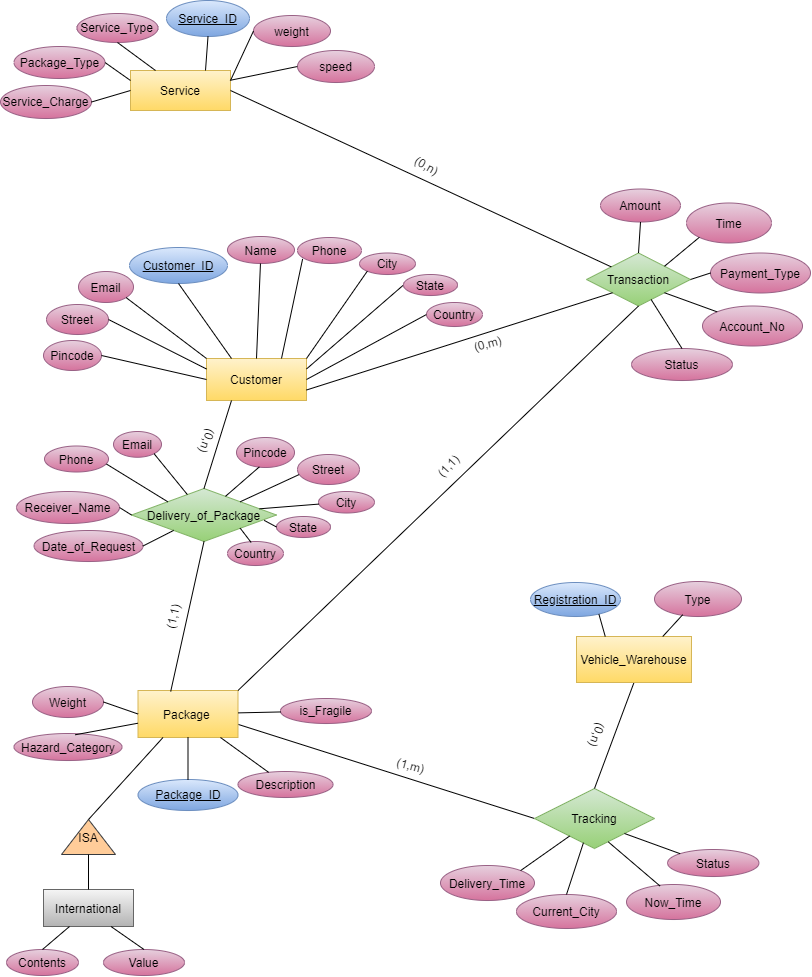 Service_ID
Service_Type
weight
Package_Type
speed
Service
Service_Charge
(0,n)
Amount
Time
Customer_ID
Name
Phone
City
Payment_Type
Transaction
Email
State
Street
Country
Account_No
Pincode
(0,m)
Status
Customer
(0,n)
Email
Pincode
Phone
Street
(1,1)
Receiver_Name
City
Delivery_of_Package
State
Date_of_Request
Country
Registration_ID
Type
(1,1)
Vehicle_Warehouse
Weight
is_Fragile
Package
(0,n)
Hazard_Category
(1,m)
Package_ID
Description
Tracking
ISA
Status
Delivery_Time
Now_Time
International
Current_City
Contents
Value